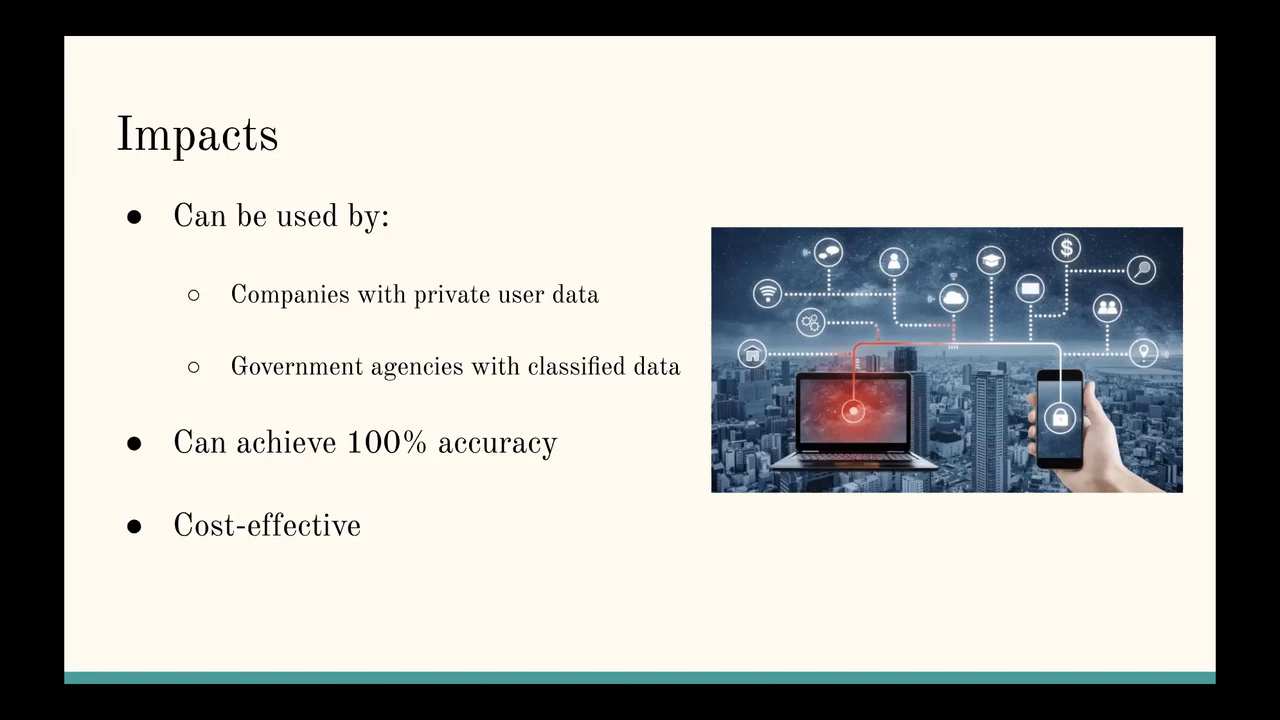 Impacts
● Can be used by:
○ Companies with private user data
○ Government agencies with classified data
● Can achieve 100% accuracy
● Cost-effective
$